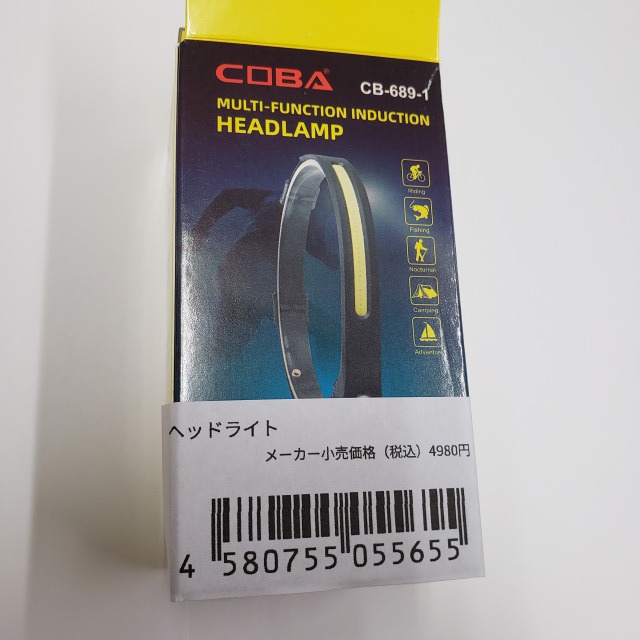 COBA®
CB-689-1
MULTI-FUNCTION INDUCTION
HEADLAMP
Riding
Fishing
Nocturnal
Camping
Adventure
ヘッドライト
メーカー小売価格（税込）4980円
4 580755 055655